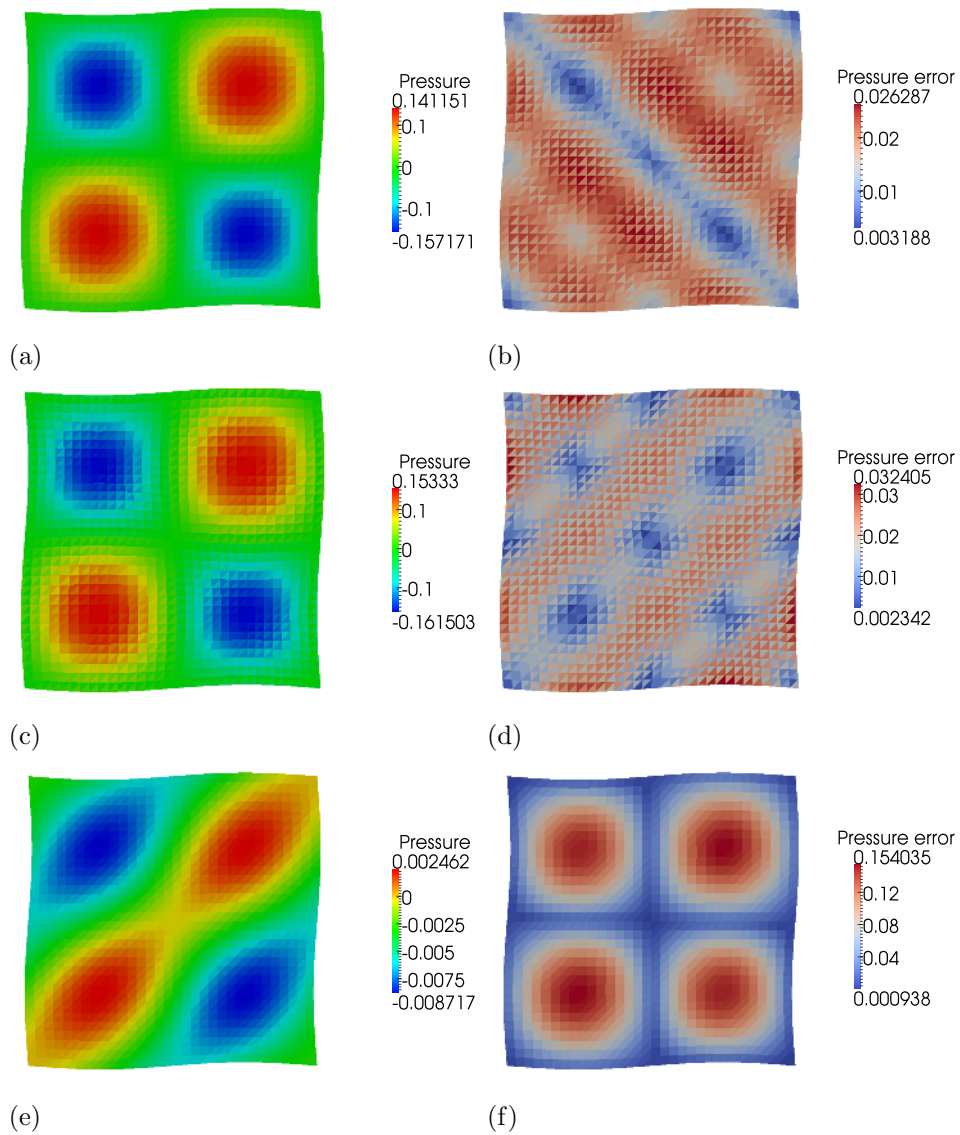 Pressure
0.141151
0.1
0
-0.1
-0.157171
Pressure error
0.026287
0.02
0.01
0.003188
(a)
(b)
Pressure
0.15333
0.1
0
-0.1
-0.161503
Pressure error
0.032405
0.03
0.02
0.01
0.002342
(c)
(d)
Pressure
0.002462
0
-0.0025
-0.005
-0.0075
-0.008717
Pressure error
0.154035
0.12
0.08
0.04
0.000938
(e)
(f)